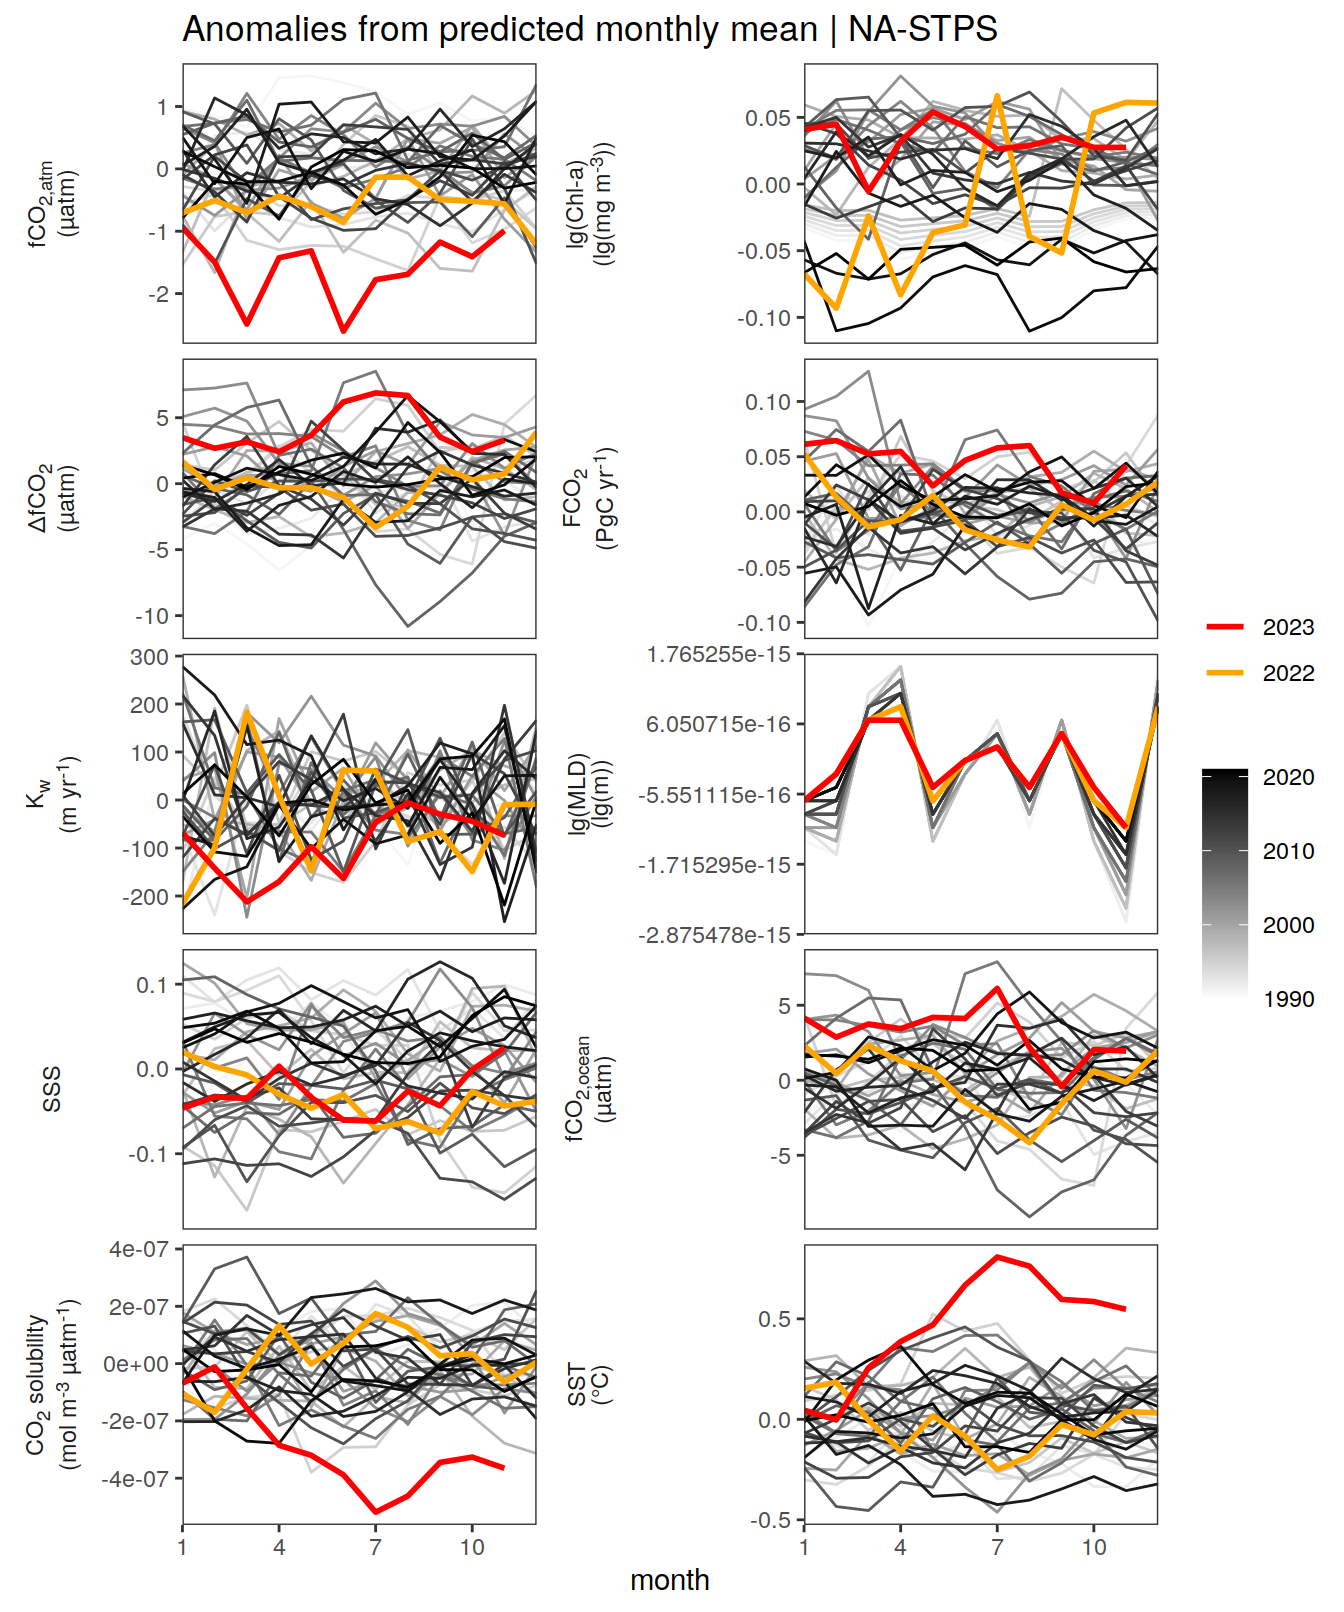 Anomalies from predicted monthly mean | NA-STPS
fCO2,atm
(µatm)
1
0
-1
-2
lg(Chl-a)
(lg(mg m-3))
0.05
0.00
-0.05
-0.10
ΔfCO2
(µatm)
5
0
-5
-10
FCO2
(PgC yr-1)
0.10
0.05
0.00
-0.05
-0.10
Kw
(m yr-1)
300
200
100
0
-100
-200
lg(MLD)
(lg(m))
1.765255e-15
6.050715e-16
-5.551115e-16
-1.715295e-15
-2.875478e-15
SSS
0.1
0.0
-0.1
fCO2,ocean
(µatm)
5
0
-5
CO2 solubility
(mol m-3 µatm-1)
4e-07
2e-07
0e+00
-2e-07
-4e-07
SST
(°C)
0.5
0.0
-0.5
1 4 7 10
1 4 7 10
month
2023
2022
2020
2010
2000
1990